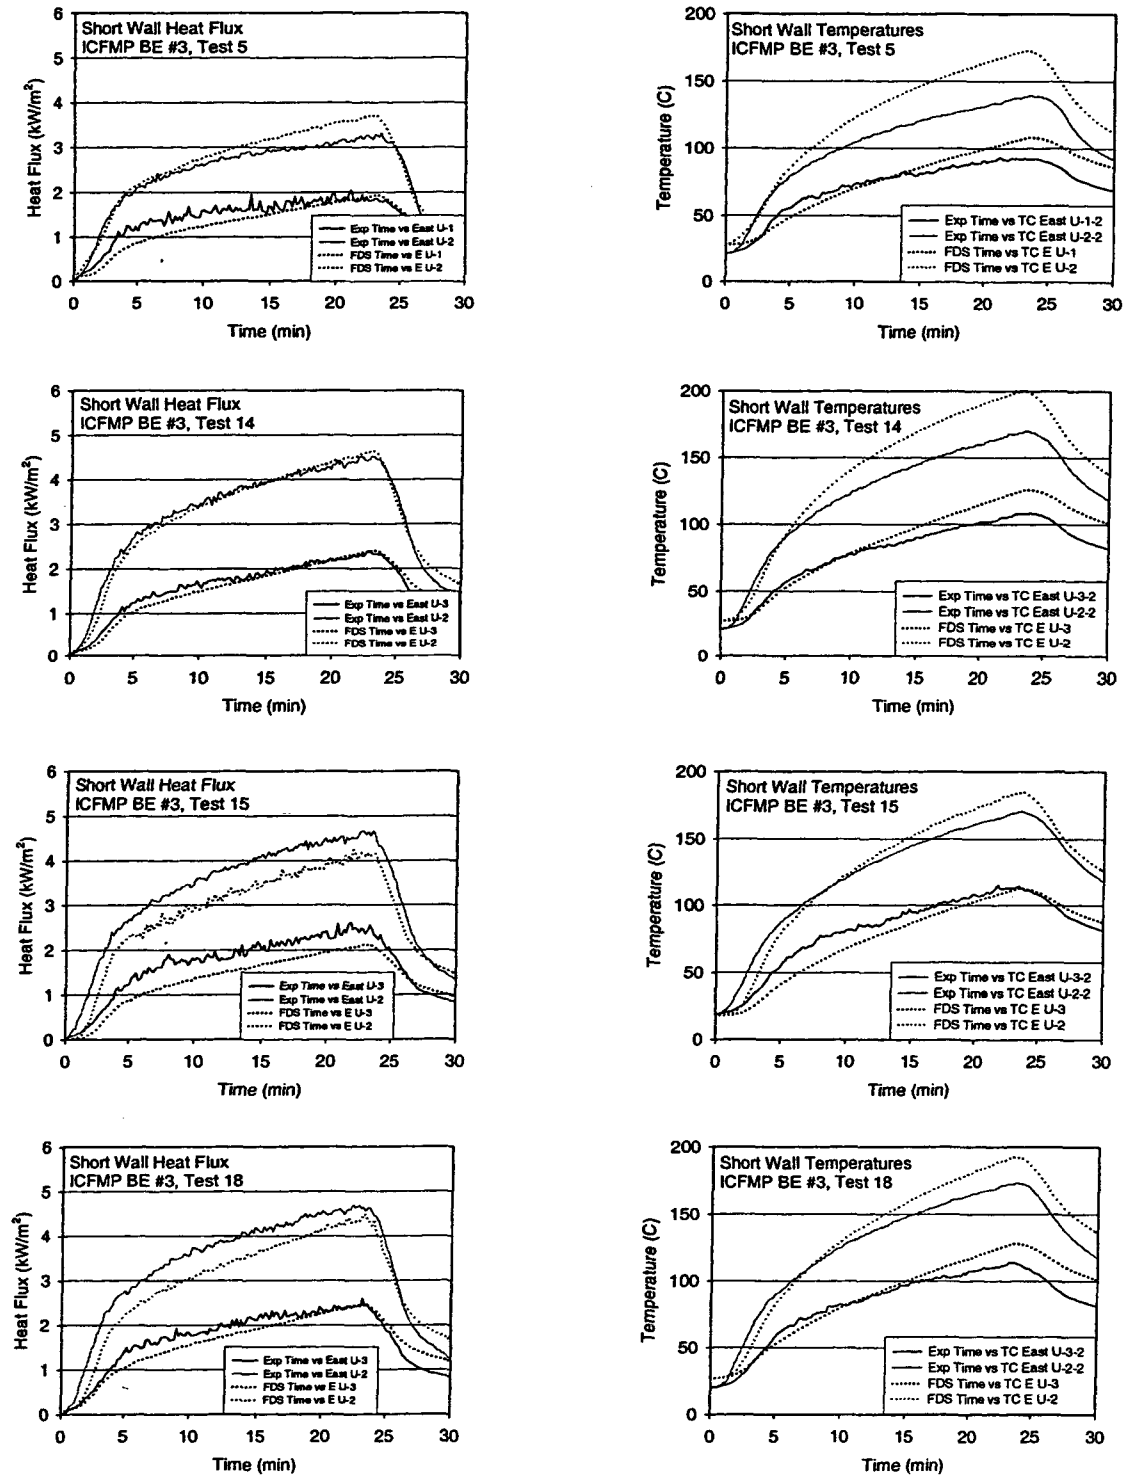 Short Wall Heat Flux
ICFMP BE #3, Test 5
Heat Flux (kW/m²)
6
5
4
3
2
1
0
Exp Time vs East U-1
Exp Time vs East U-2
FDS Time vs E U-1
FDS Time vs E U-2
0 5 10 15 20 25 30
Time (min)
Short Wall Temperatures
ICFMP BE #3, Test 5
Temperature (C)
200
150
100
50
0
Exp Time vs TC East U-1-2
Exp Time vs TC East U-2-2
FDS Time vs TC E U-1
FDS Time vs TC E U-2
0 5 10 15 20 25 30
Time (min)
Short Wall Heat Flux
ICFMP BE #3, Test 14
Heat Flux (kW/m²)
6
5
4
3
2
1
0
Exp Time vs East U-3
Exp Time vs East U-2
FDS Time vs E U-3
FDS Time vs E U-2
0 5 10 15 20 25 30
Time (min)
Short Wall Temperatures
ICFMP BE #3, Test 14
Temperature (C)
200
150
100
50
0
Exp Time vs TC East U-3-2
Exp Time vs TC East U-2-2
FDS Time vs TC E U-3
FDS Time vs TC E U-2
0 5 10 15 20 25 30
Time (min)
Short Wall Heat Flux
ICFMP BE #3, Test 15
Heat Flux (kW/m²)
6
5
4
3
2
1
0
Exp Time vs East U-3
Exp Time vs East U-2
FDS Time vs E U-3
FDS Time vs E U-2
0 5 10 15 20 25 30
Time (min)
Short Wall Temperatures
ICFMP BE #3, Test 15
Temperature (C)
200
150
100
50
0
Exp Time vs TC East U-3-2
Exp Time vs TC East U-2-2
FDS Time vs TC E U-3
FDS Time vs TC E U-2
0 5 10 15 20 25 30
Time (min)
Short Wall Heat Flux
ICFMP BE #3, Test 18
Heat Flux (kW/m²)
6
5
4
3
2
1
0
Exp Time vs East U-3
Exp Time vs East U-2
FDS Time vs E U-3
FDS Time vs E U-2
0 5 10 15 20 25 30
Time (min)
Short Wall Temperatures
ICFMP BE #3, Test 18
Temperature (C)
200
150
100
50
0
Exp Time vs TC East U-3-2
Exp Time vs TC East U-2-2
FDS Time vs TC E U-3
FDS Time vs TC E U-2
0 5 10 15 20 25 30
Time (min)